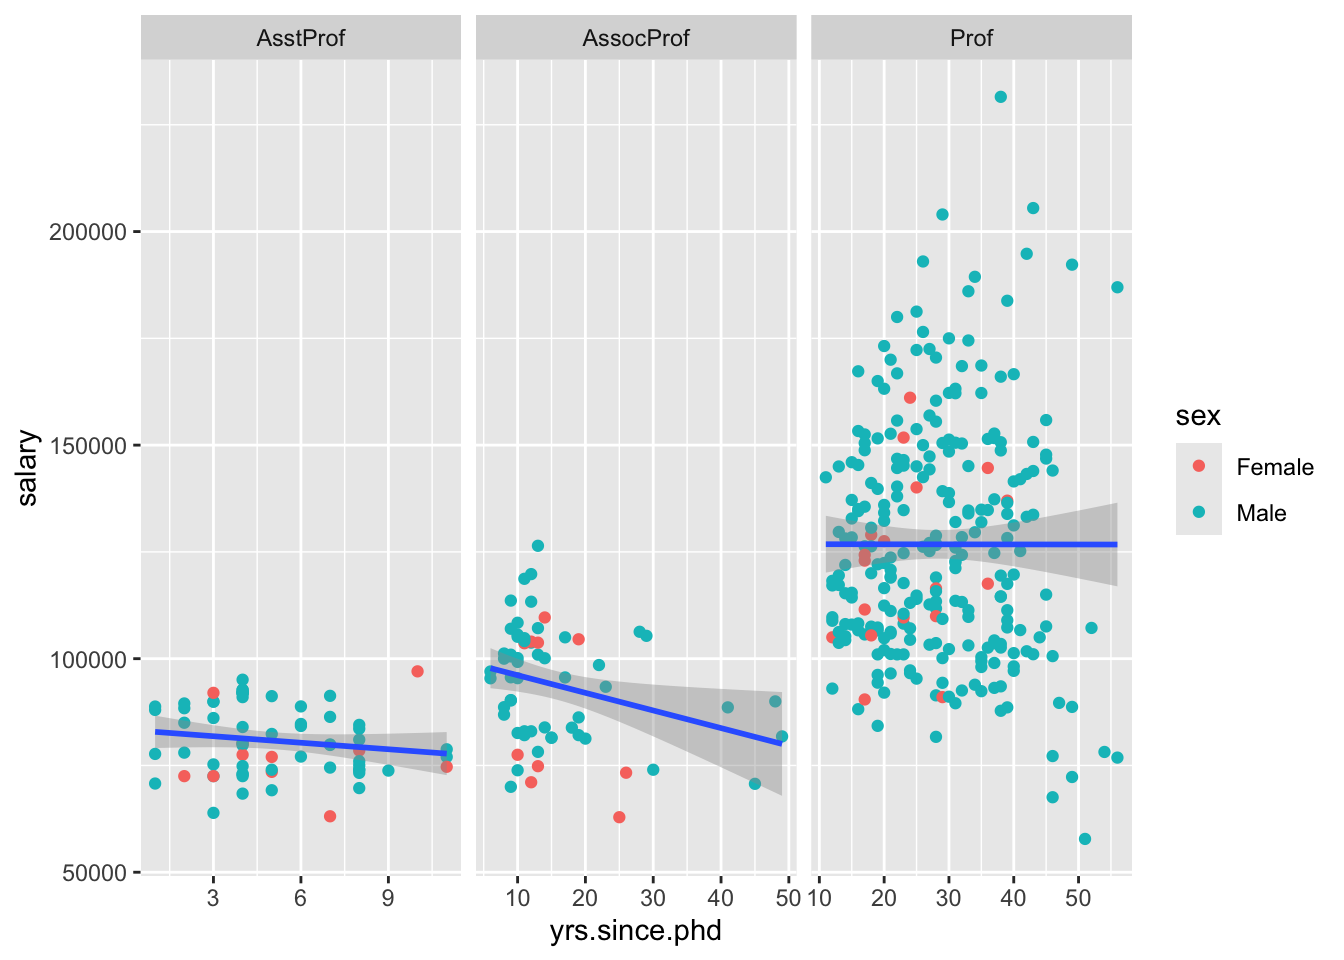 AsstProf AssocProf Prof
200000
150000
100000
50000
salary
3 6 9 10 20 30 40 50 10 20 30 40 50
yrs.since.phd
sex
Female
Male